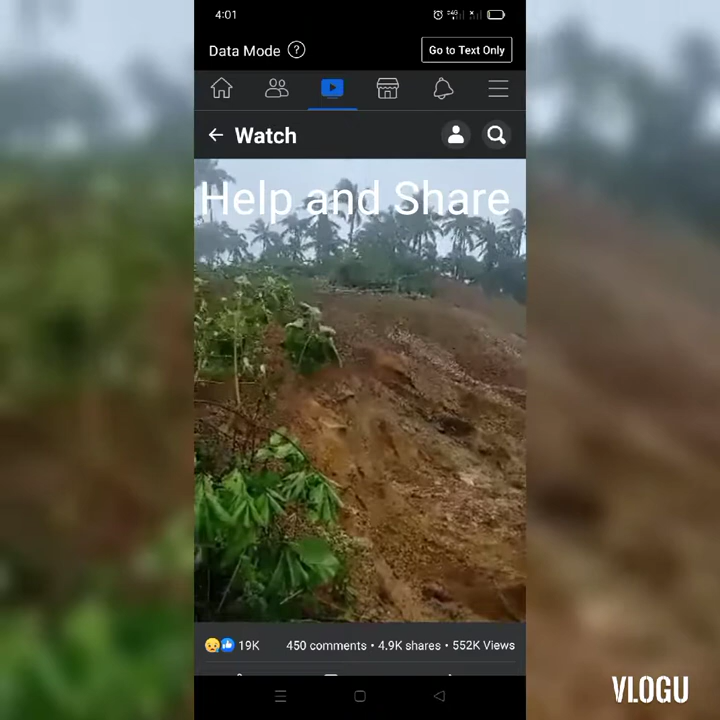 4:01
4G
Data Mode ?
Go to Text Only
Watch
Help and Share
19K
450 comments • 4.9K shares • 552K Views
VLOGU